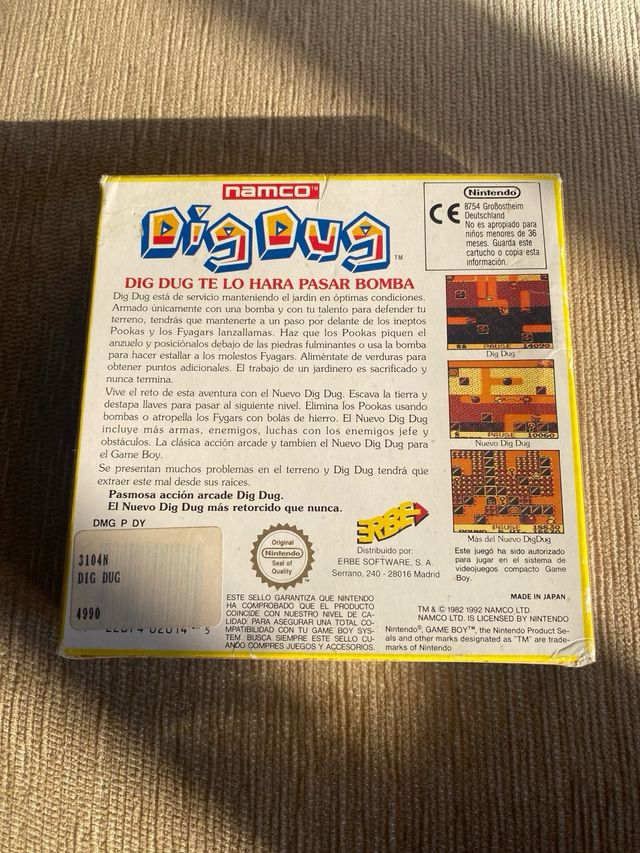 namco™
Dig Dug™
DIG DUG TE LO HARA PASAR BOMBA
Dig Dug está de servicio manteniendo el jardín en óptimas condiciones.
Armado únicamente con una bomba y con tu talento para defender tu
terreno, tendrás que mantenerte a un paso por delante de los ineptos
Pookas y los Fyagars lanzallamas. Haz que los Pookas piquen el
anzuelo y posiciónalos debajo de las piedras fulminantes o usa la bomba
para hacer estallar a los molestos Fyagars. Aliméntate de verduras para
obtener puntos adicionales. El trabajo de un jardinero es sacrificado y
nunca termina.
Vive el reto de esta aventura con el Nuevo Dig Dug. Escava la tierra y
destapa llaves para pasar al siguiente nivel. Elimina los Pookas usando
bombas o atropella los Fygars con bolas de hierro. El Nuevo Dig Dug
incluye más armas, enemigos, luchas con los enemigos jefe y
obstáculos. La clásica acción arcade y tambien el Nuevo Dig Dug para
el Game Boy.
Se presentan muchos problemas en el terreno y Dig Dug tendrá que
extraer este mal desde sus raíces.
Pasmosa acción arcade Dig Dug.
El Nuevo Dig Dug más retorcido que nunca.
DMG P DY
3104N
DIG DUG
4990
5
Original
Nintendo
Seal of
Quality
ERBE
Distribuido por:
ERBE SOFTWARE, S. A.
Serrano, 240 - 28016 Madrid
ESTE SELLO GARANTIZA QUE NINTENDO
HA COMPROBADO QUE EL PRODUCTO
COINCIDE CON NUESTRO NIVEL DE CA-
LIDAD. PARA ASEGURAR UNA TOTAL CO-
MPATIBILIDAD CON TU GAME BOY SYS-
TEM. BUSCA SIEMPRE ESTE SELLO CU-
ANDO COMPRES JUEGOS Y ACCESORIOS.
Nintendo
CE
8754 Großostheim
Deutschland
No es apropiado para
niños menores de 36
meses. Guarda este
cartucho o copia esta
información.
PAUSE 14090
Dig Dug
PAUSE 10060
Nuevo Dig Dug
PAUSE
ROUND
Más del Nuevo DigDug
Este juegó ha sido autorizado
para jugar en el sistema de
videojuegos compacto Game
Boy.
MADE IN JAPAN
TM & © 1982 1992 NAMCO LTD.
NAMCO LTD. IS LICENSED BY NINTENDO
Nintendo®, GAME BOY™, the Nintendo Product Se-
als and other marks designated as "TM" are trade-
marks of Nintendo